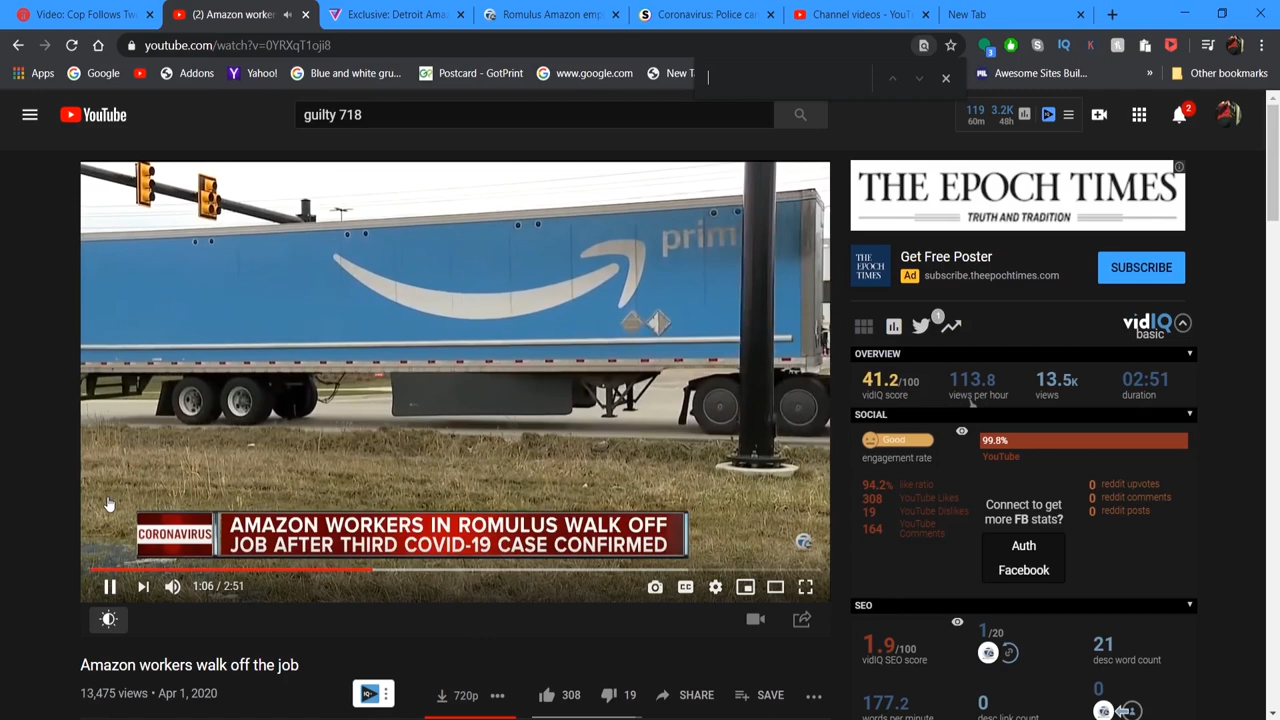 Video: Cop Follows Tw
(2) Amazon worker
Exclusive: Detroit Ama
Romulus Amazon emp
Coronavirus: Police ca
Channel videos - YouT
New Tab
youtube.com/watch?v=0YRXqT1oji8
Apps
Google
Addons
Yahoo!
Blue and white gru...
Postcard - GotPrint
www.google.com
New T
Awesome Sites Buil...
Other bookmarks
YouTube
guilty 718
119
60m
3.2K
48h
2
prim
CORONAVIRUS
AMAZON WORKERS IN ROMULUS WALK OFF
JOB AFTER THIRD COVID-19 CASE CONFIRMED
1:06 / 2:51
Amazon workers walk off the job
13,475 views • Apr 1, 2020
720p
308
19
SHARE
SAVE
THE EPOCH TIMES
TRUTH AND TRADITION
THE
EPOCH
TIMES
Get Free Poster
Ad subscribe.theepochtimes.com
SUBSCRIBE
1
vidIQ
basic
OVERVIEW
41.2/100
vidIQ score
113.8
views per hour
13.5K
views
02:51
duration
SOCIAL
Good
engagement rate
99.8%
YouTube
94.2% like ratio
308 YouTube Likes
19 YouTube Dislikes
164 YouTube Comments
Connect to get
more FB stats?
Auth
Facebook
0 reddit upvotes
0 reddit comments
0 reddit posts
SEO
1.9/100
vidIQ SEO score
1/20
21
desc word count
177.2
words per minute
0
desc link count
0